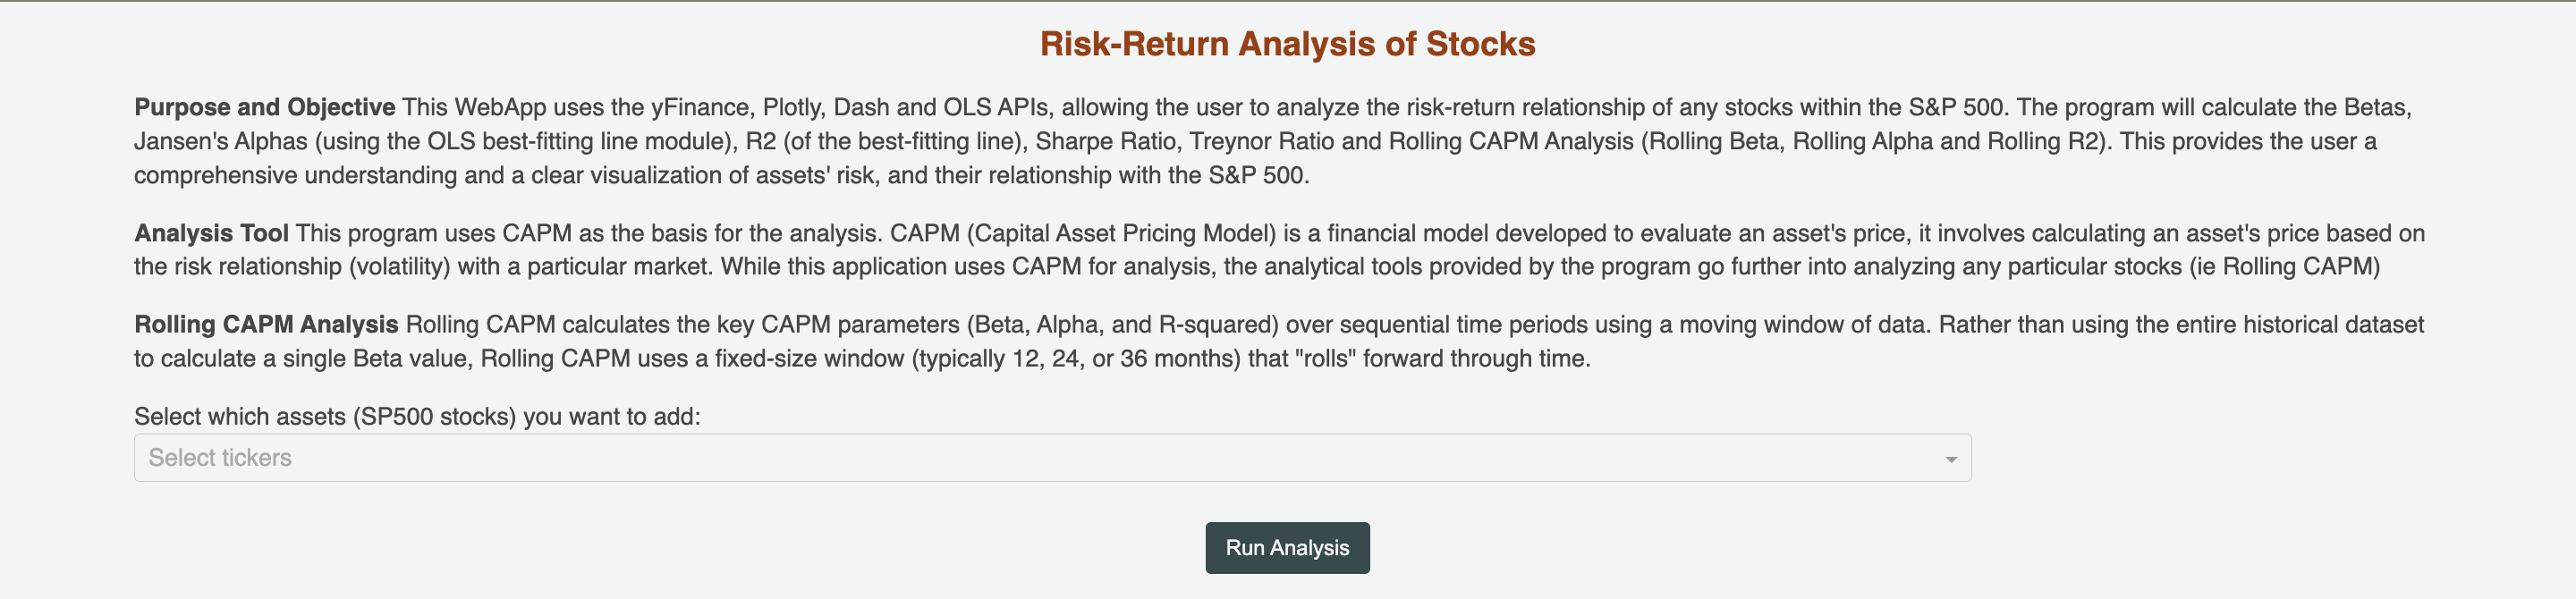 Risk-Return Analysis of Stocks
Purpose and Objective This WebApp uses the yFinance, Plotly, Dash and OLS APIs, allowing the user to analyze the risk-return relationship of any stocks within the S&P 500. The program will calculate the Betas,
Jansen's Alphas (using the OLS best-fitting line module), R2 (of the best-fitting line), Sharpe Ratio, Treynor Ratio and Rolling CAPM Analysis (Rolling Beta, Rolling Alpha and Rolling R2). This provides the user a
comprehensive understanding and a clear visualization of assets' risk, and their relationship with the S&P 500.
Analysis Tool This program uses CAPM as the basis for the analysis. CAPM (Capital Asset Pricing Model) is a financial model developed to evaluate an asset's price, it involves calculating an asset's price based on
the risk relationship (volatility) with a particular market. While this application uses CAPM for analysis, the analytical tools provided by the program go further into analyzing any particular stocks (ie Rolling CAPM)
Rolling CAPM Analysis Rolling CAPM calculates the key CAPM parameters (Beta, Alpha, and R-squared) over sequential time periods using a moving window of data. Rather than using the entire historical dataset
to calculate a single Beta value, Rolling CAPM uses a fixed-size window (typically 12, 24, or 36 months) that "rolls" forward through time.
Select which assets (SP500 stocks) you want to add:
Select tickers
Run Analysis